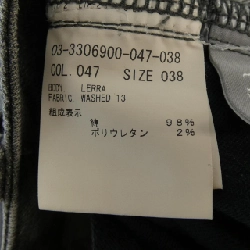 03-3306900-047-038
COL. 047 SIZE 038
BODY. LERRA
FABRIC WASHED 13
組成表示
綿 98%
ポリウレタン 2%